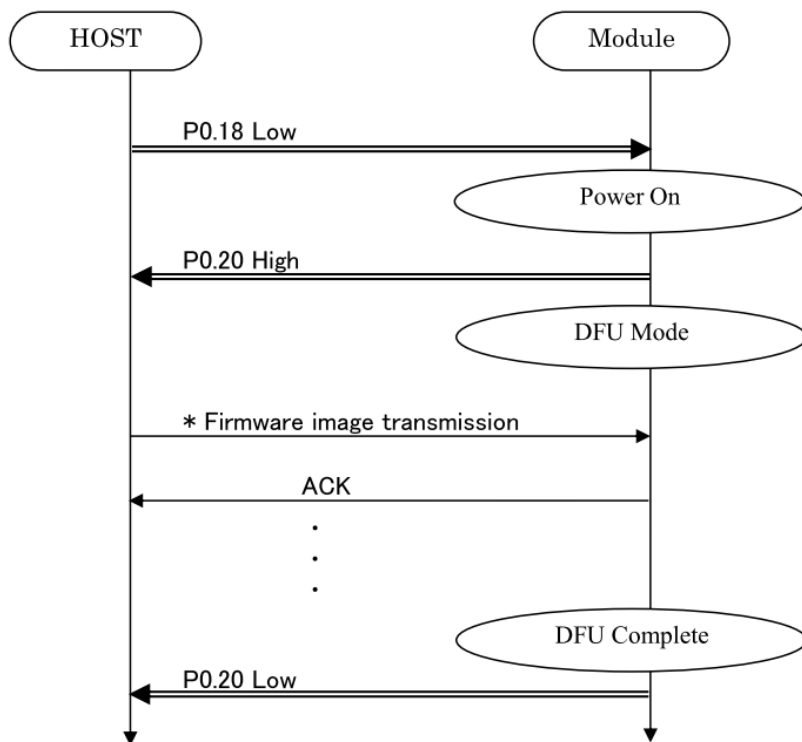 HOST
Module
P0.18 Low
Power On
P0.20 High
DFU Mode
* Firmware image transmission
ACK
.
.
.
DFU Complete
P0.20 Low